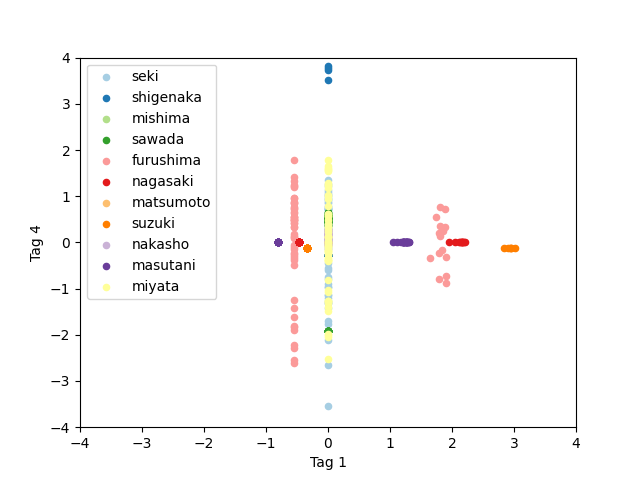 4
3
2
1
0
−1
−2
−3
−4
Tag 4
seki
shigenaka
mishima
sawada
furushima
nagasaki
matsumoto
suzuki
nakasho
masutani
miyata
−4 −3 −2 −1 0 1 2 3 4
Tag 1